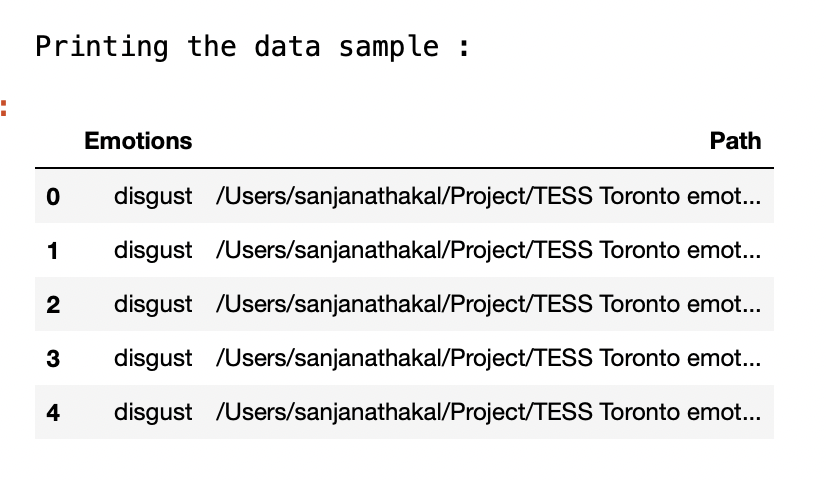 Printing the data sample :
:
Emotions Path
0 disgust /Users/sanjanathakal/Project/TESS Toronto emot...
1 disgust /Users/sanjanathakal/Project/TESS Toronto emot...
2 disgust /Users/sanjanathakal/Project/TESS Toronto emot...
3 disgust /Users/sanjanathakal/Project/TESS Toronto emot...
4 disgust /Users/sanjanathakal/Project/TESS Toronto emot...